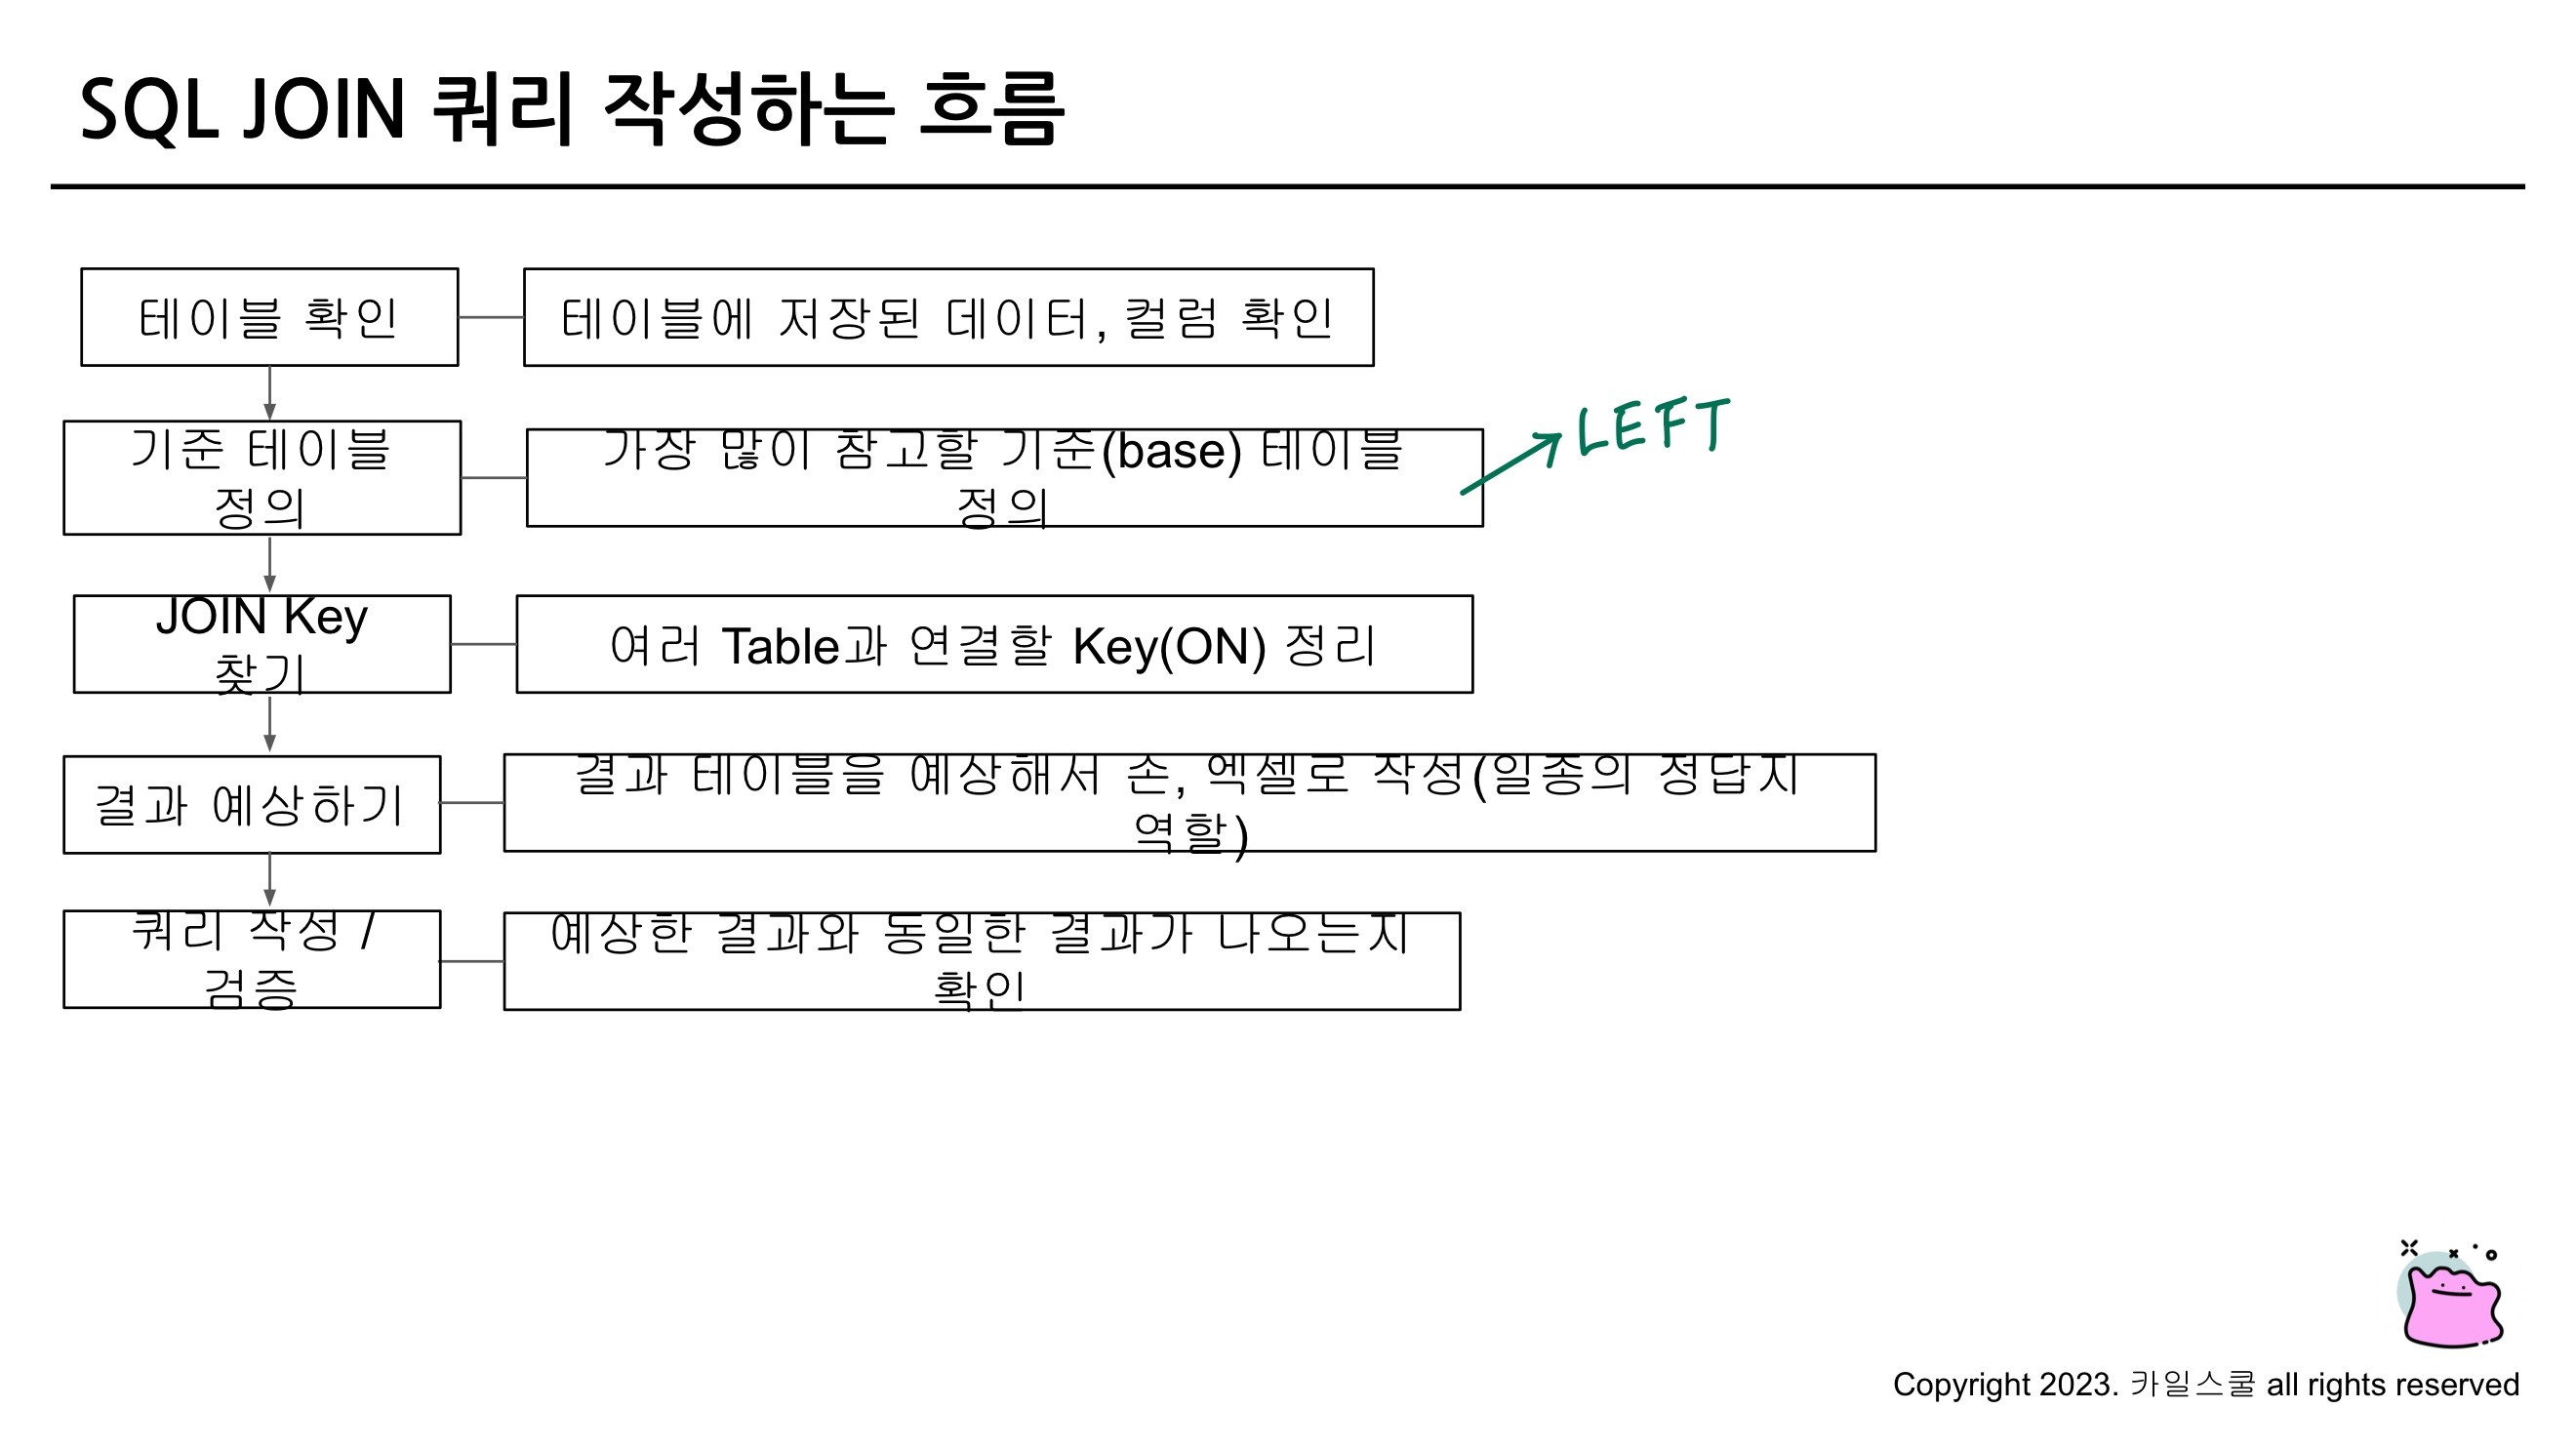 SQL JOIN 쿼리 작성하는 흐름
테이블 확인
테이블에 저장된 데이터, 컬럼 확인
기준 테이블
정의
가장 많이 참고할 기준(base) 테이블
정의
LEFT
JOIN Key
찾기
여러 Table과 연결할 Key(ON) 정리
결과 예상하기
결과 테이블을 예상해서 손, 엑셀로 작성(일종의 정답지
역할)
쿼리 작성 /
검증
예상한 결과와 동일한 결과가 나오는지
확인
Copyright 2023. 카일스쿨 all rights reserved